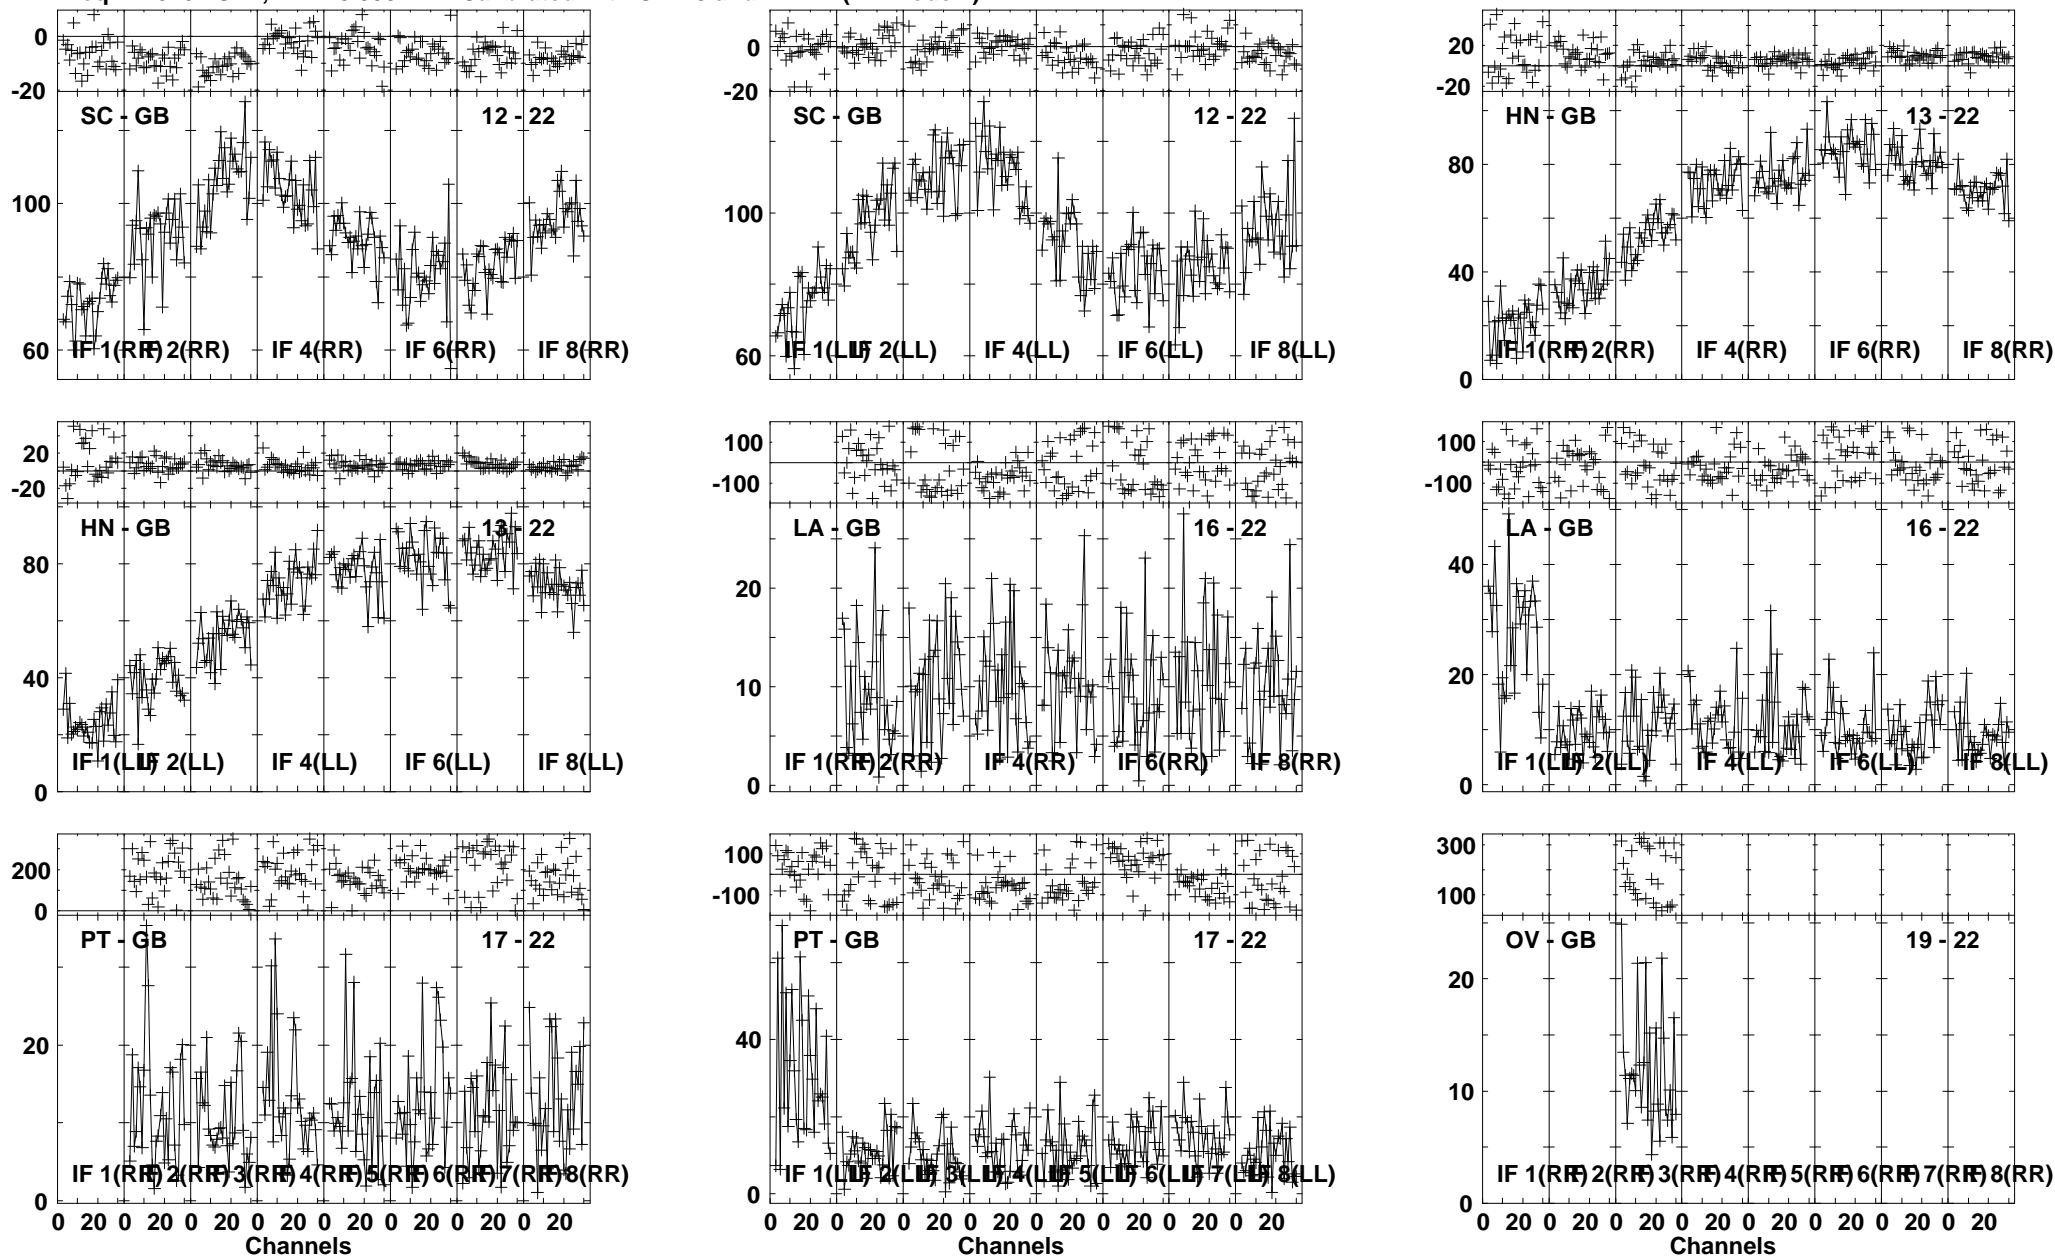 0
-20
SC - GB 12 - 22
100
60
IF 1(RR) IF 2(RR) IF 4(RR) IF 6(RR) IF 8(RR)
0
-20
SC - GB 12 - 22
100
60
IF 1(LL) IF 2(LL) IF 4(LL) IF 6(LL) IF 8(LL)
20
-20
HN - GB 13 - 22
80
40
0
IF 1(RR) IF 2(RR) IF 4(RR) IF 6(RR) IF 8(RR)
20
-20
HN - GB 13 - 22
80
40
0
IF 1(LL) IF 2(LL) IF 4(LL) IF 6(LL) IF 8(LL)
100
-100
LA - GB 16 - 22
20
10
0
IF 1(RR) IF 2(RR) IF 4(RR) IF 6(RR) IF 8(RR)
100
-100
LA - GB 16 - 22
40
20
0
IF 1(LL) IF 2(LL) IF 4(LL) IF 6(LL) IF 8(LL)
200
0
PT - GB 17 - 22
20
0
IF 1(RR) IF 2(RR) IF 3(RR) IF 4(RR) IF 5(RR) IF 6(RR) IF 7(RR) IF 8(RR)
0 20 0 20 0 20 0 20 0 20 0 20 0 20 0 20
Channels
100
-100
PT - GB 17 - 22
40
0
IF 1(LL) IF 2(LL) IF 3(LL) IF 4(LL) IF 5(LL) IF 6(LL) IF 7(LL) IF 8(LL)
0 20 0 20 0 20 0 20 0 20 0 20 0 20 0 20
Channels
300
100
OV - GB 19 - 22
20
10
0
IF 1(RR) IF 2(RR) IF 3(RR) IF 4(RR) IF 5(RR) IF 6(RR) IF 7(RR) IF 8(RR)
0 20 0 20 0 20 0 20 0 20 0 20 0 20 0 20
Channels